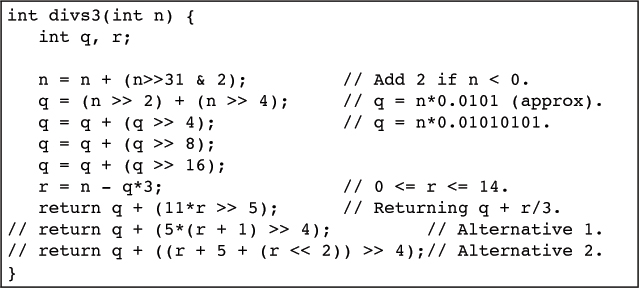 int divs3(int n) {
   int q, r;

   n = n + (n>>31 & 2);          // Add 2 if n < 0.
   q = (n >> 2) + (n >> 4);      // q = n*0.0101 (approx).
   q = q + (q >> 4);             // q = n*0.01010101.
   q = q + (q >> 8);
   q = q + (q >> 16);
   r = n - q*3;                  // 0 <= r <= 14.
   return q + (11*r >> 5);       // Returning q + r/3.
// return q + (5*(r + 1) >> 4);          // Alternative 1.
// return q + ((r + 5 + (r << 2)) >> 4);// Alternative 2.
}